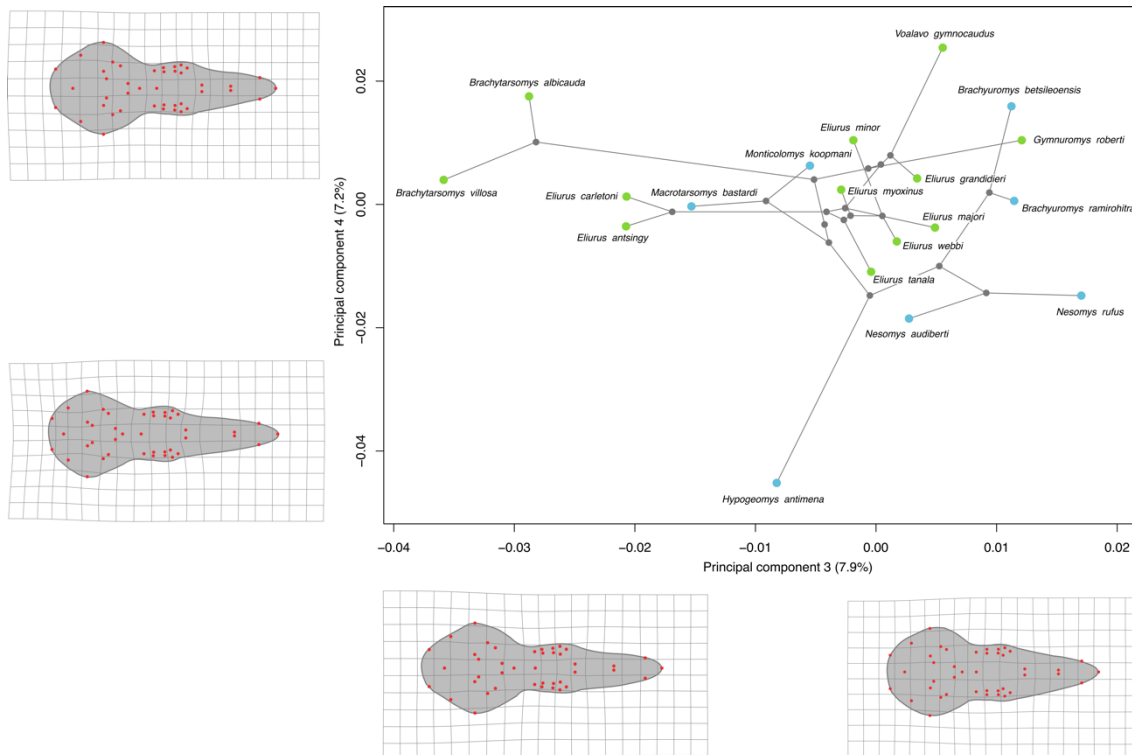 Voalavo gymnocaudus
Brachytarsomys albicauda
Brachyuromys betsileoensis
Eliurus minor
Gymnuromys roberti
Monticolomys koopmani
Eliurus grandidieri
Brachytarsomys villosa
Eliurus carletoni
Macrotarsomys bastardi
Eliurus myoxinus
Brachyuromys ramirohitra
Eliurus majori
Eliurus antsingy
Eliurus webbi
Eliurus tanala
Nesomys rufus
Nesomys audiberti
Hypogeomys antimena
0.02
0.00
−0.02
−0.04
Principal component 4 (7.2%)
−0.04
−0.03
−0.02
−0.01
0.00
0.01
0.02
Principal component 3 (7.9%)